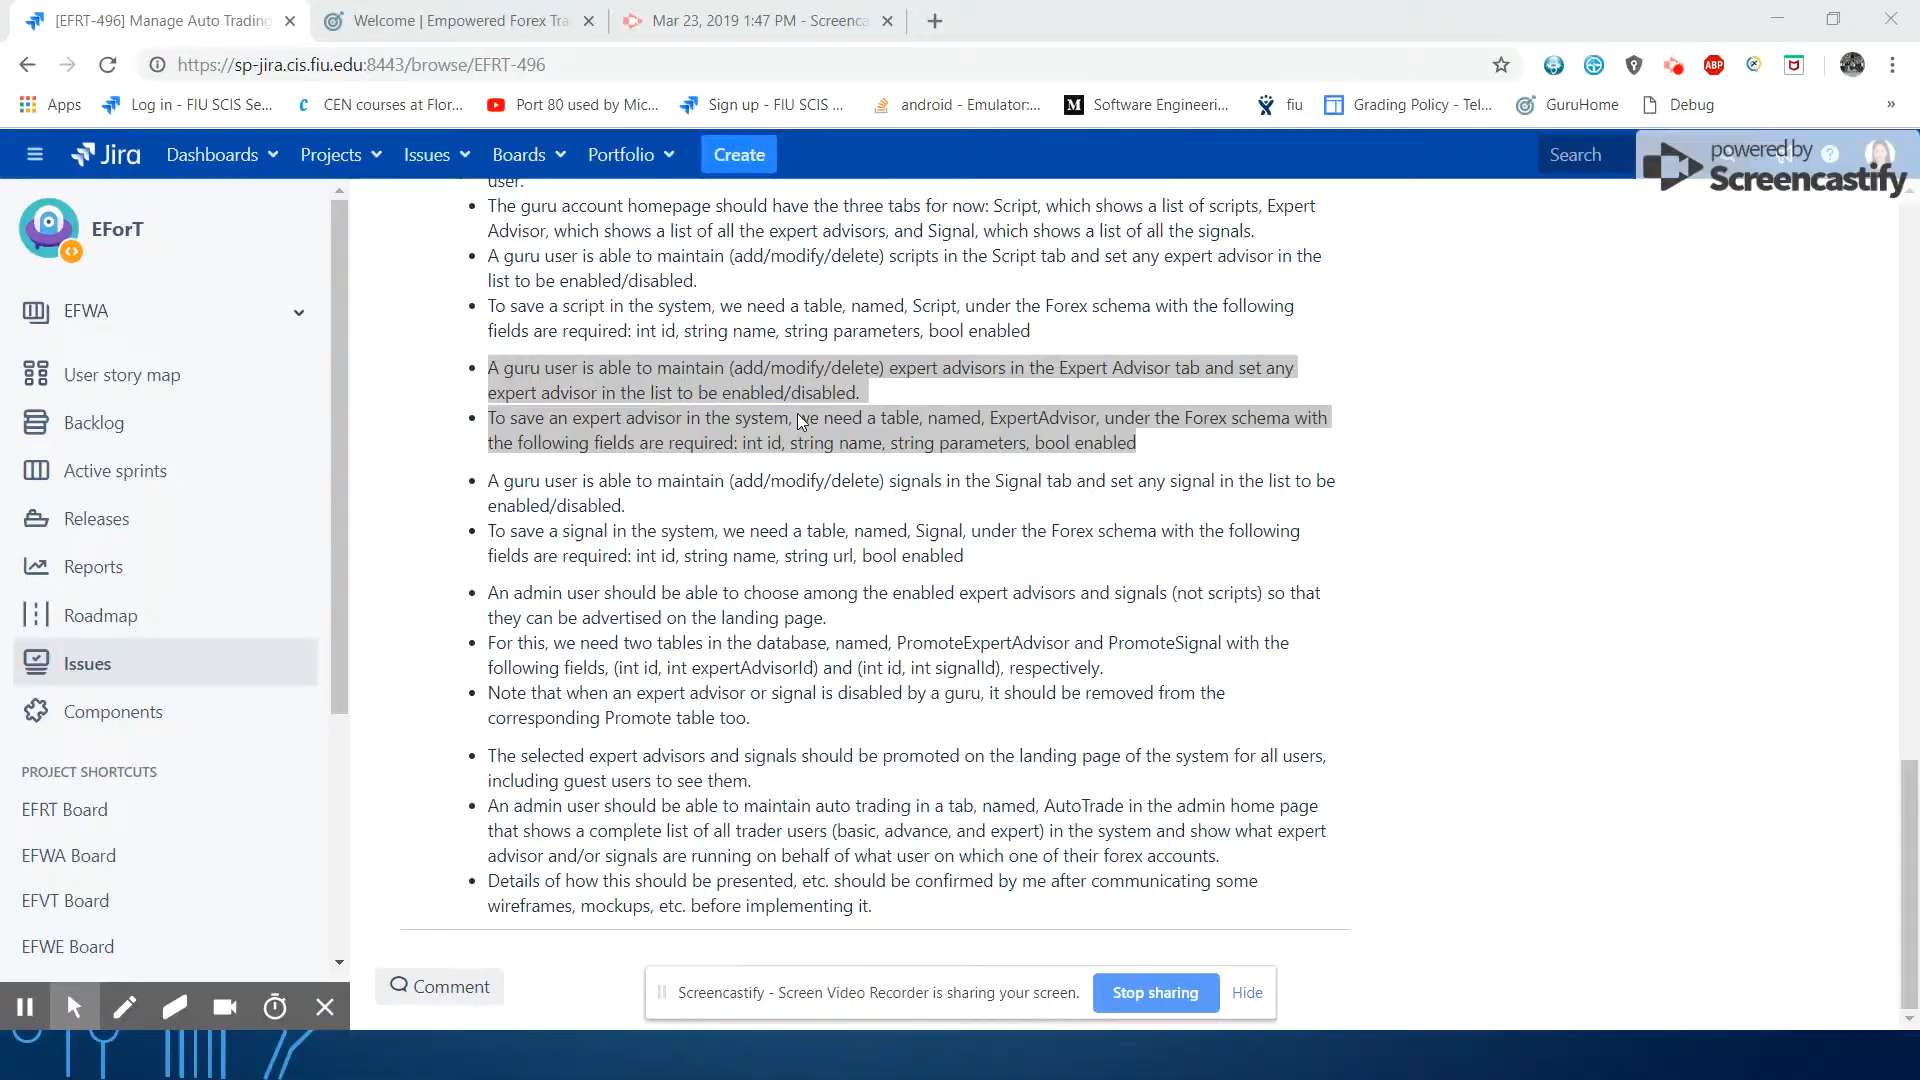 [EFRT-496] Manage Auto Trading
Welcome | Empowered Forex Tra
Mar 23, 2019 1:47 PM - Screenca
https://sp-jira.cis.fiu.edu:8443/browse/EFRT-496
ABP
Apps
Log in - FIU SCIS Se...
CEN courses at Flor...
Port 80 used by Mic...
Sign up - FIU SCIS ...
android - Emulator:...
Software Engineeri...
fiu
Grading Policy - Tel...
GuruHome
Debug
Jira
Dashboards
Projects
Issues
Boards
Portfolio
Create
Search
powered by
Screencastify
EForT
EFWA
User story map
Backlog
Active sprints
Releases
Reports
Roadmap
Issues
Components
PROJECT SHORTCUTS
EFRT Board
EFWA Board
EFVT Board
EFWE Board
user.
The guru account homepage should have the three tabs for now: Script, which shows a list of scripts, Expert
Advisor, which shows a list of all the expert advisors, and Signal, which shows a list of all the signals.
A guru user is able to maintain (add/modify/delete) scripts in the Script tab and set any expert advisor in the
list to be enabled/disabled.
To save a script in the system, we need a table, named, Script, under the Forex schema with the following
fields are required: int id, string name, string parameters, bool enabled
A guru user is able to maintain (add/modify/delete) expert advisors in the Expert Advisor tab and set any
expert advisor in the list to be enabled/disabled.
To save an expert advisor in the system, we need a table, named, ExpertAdvisor, under the Forex schema with
the following fields are required: int id, string name, string parameters, bool enabled
A guru user is able to maintain (add/modify/delete) signals in the Signal tab and set any signal in the list to be
enabled/disabled.
To save a signal in the system, we need a table, named, Signal, under the Forex schema with the following
fields are required: int id, string name, string url, bool enabled
An admin user should be able to choose among the enabled expert advisors and signals (not scripts) so that
they can be advertised on the landing page.
For this, we need two tables in the database, named, PromoteExpertAdvisor and PromoteSignal with the
following fields, (int id, int expertAdvisorId) and (int id, int signalId), respectively.
Note that when an expert advisor or signal is disabled by a guru, it should be removed from the
corresponding Promote table too.
The selected expert advisors and signals should be promoted on the landing page of the system for all users,
including guest users to see them.
An admin user should be able to maintain auto trading in a tab, named, AutoTrade in the admin home page
that shows a complete list of all trader users (basic, advance, and expert) in the system and show what expert
advisor and/or signals are running on behalf of what user on which one of their forex accounts.
Details of how this should be presented, etc. should be confirmed by me after communicating some
wireframes, mockups, etc. before implementing it.
Comment
Screencastify - Screen Video Recorder is sharing your screen.
Stop sharing
Hide